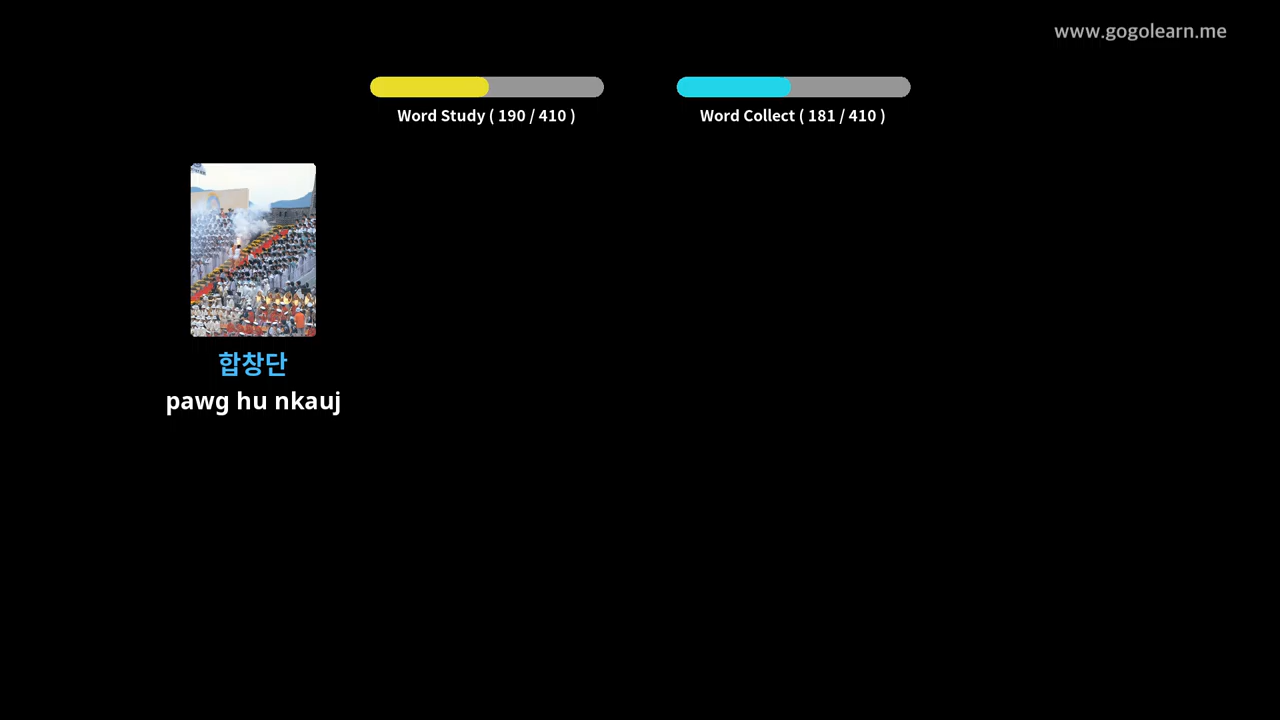 www.gogolearn.me
Word Study ( 190 / 410 )
Word Collect ( 181 / 410 )
합창단
pawg hu nkauj